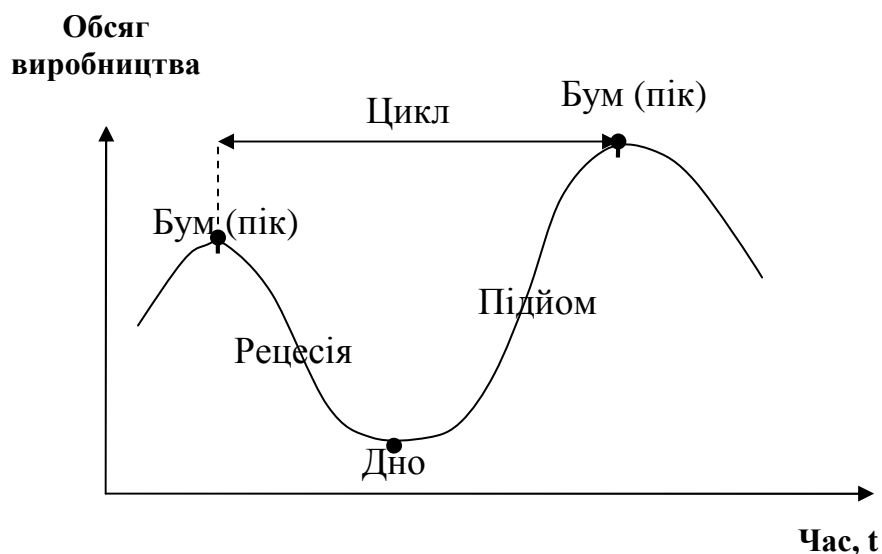 Обсяг
виробництва
Бум (пік)
Цикл
Бум (пік)
Підйом
Рецесія
Дно
Час, t